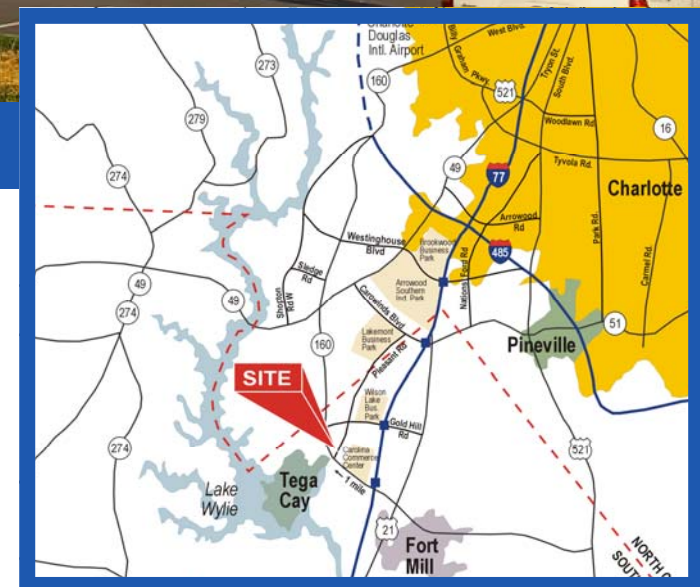 Charlotte
Douglas
Intl. Airport
West Blvd.
Billy
Graham
Pkwy.
Tryon St.
South Blvd.
273
160
521
16
279
Woodlawn Rd
49
Tyvola Rd.
274
77
Charlotte
Arrowood
Rd
Westinghouse
Blvd
Brookwood
Business
Park
485
Park Rd.
Carmel Rd.
Sledge
Rd
Nations Ford Rd
Arrowood
Southern
Ind. Park
49
274
49
Shopton
Rd W
Carowinds Blvd
51
Lakemont
Business
Park
Pineville
160
Pleasant Rd
SITE
Wilson
Lake
Bus.
Park
Gold Hill
Rd
274
Carolina
Commerce
Center
521
Lake
Wylie
Tega
Cay
1 mile
21
Fort
Mill